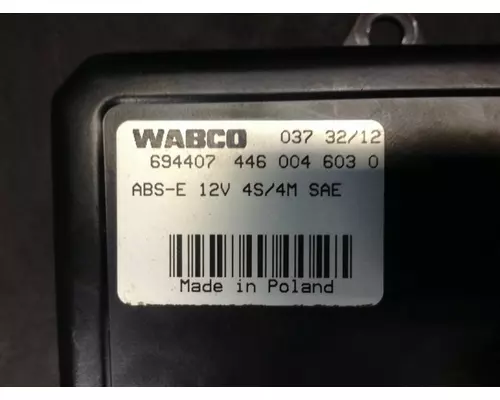 WABCO 037 32/12
694407 446 004 603 0
ABS-E 12V 4S/4M SAE
Made in Poland